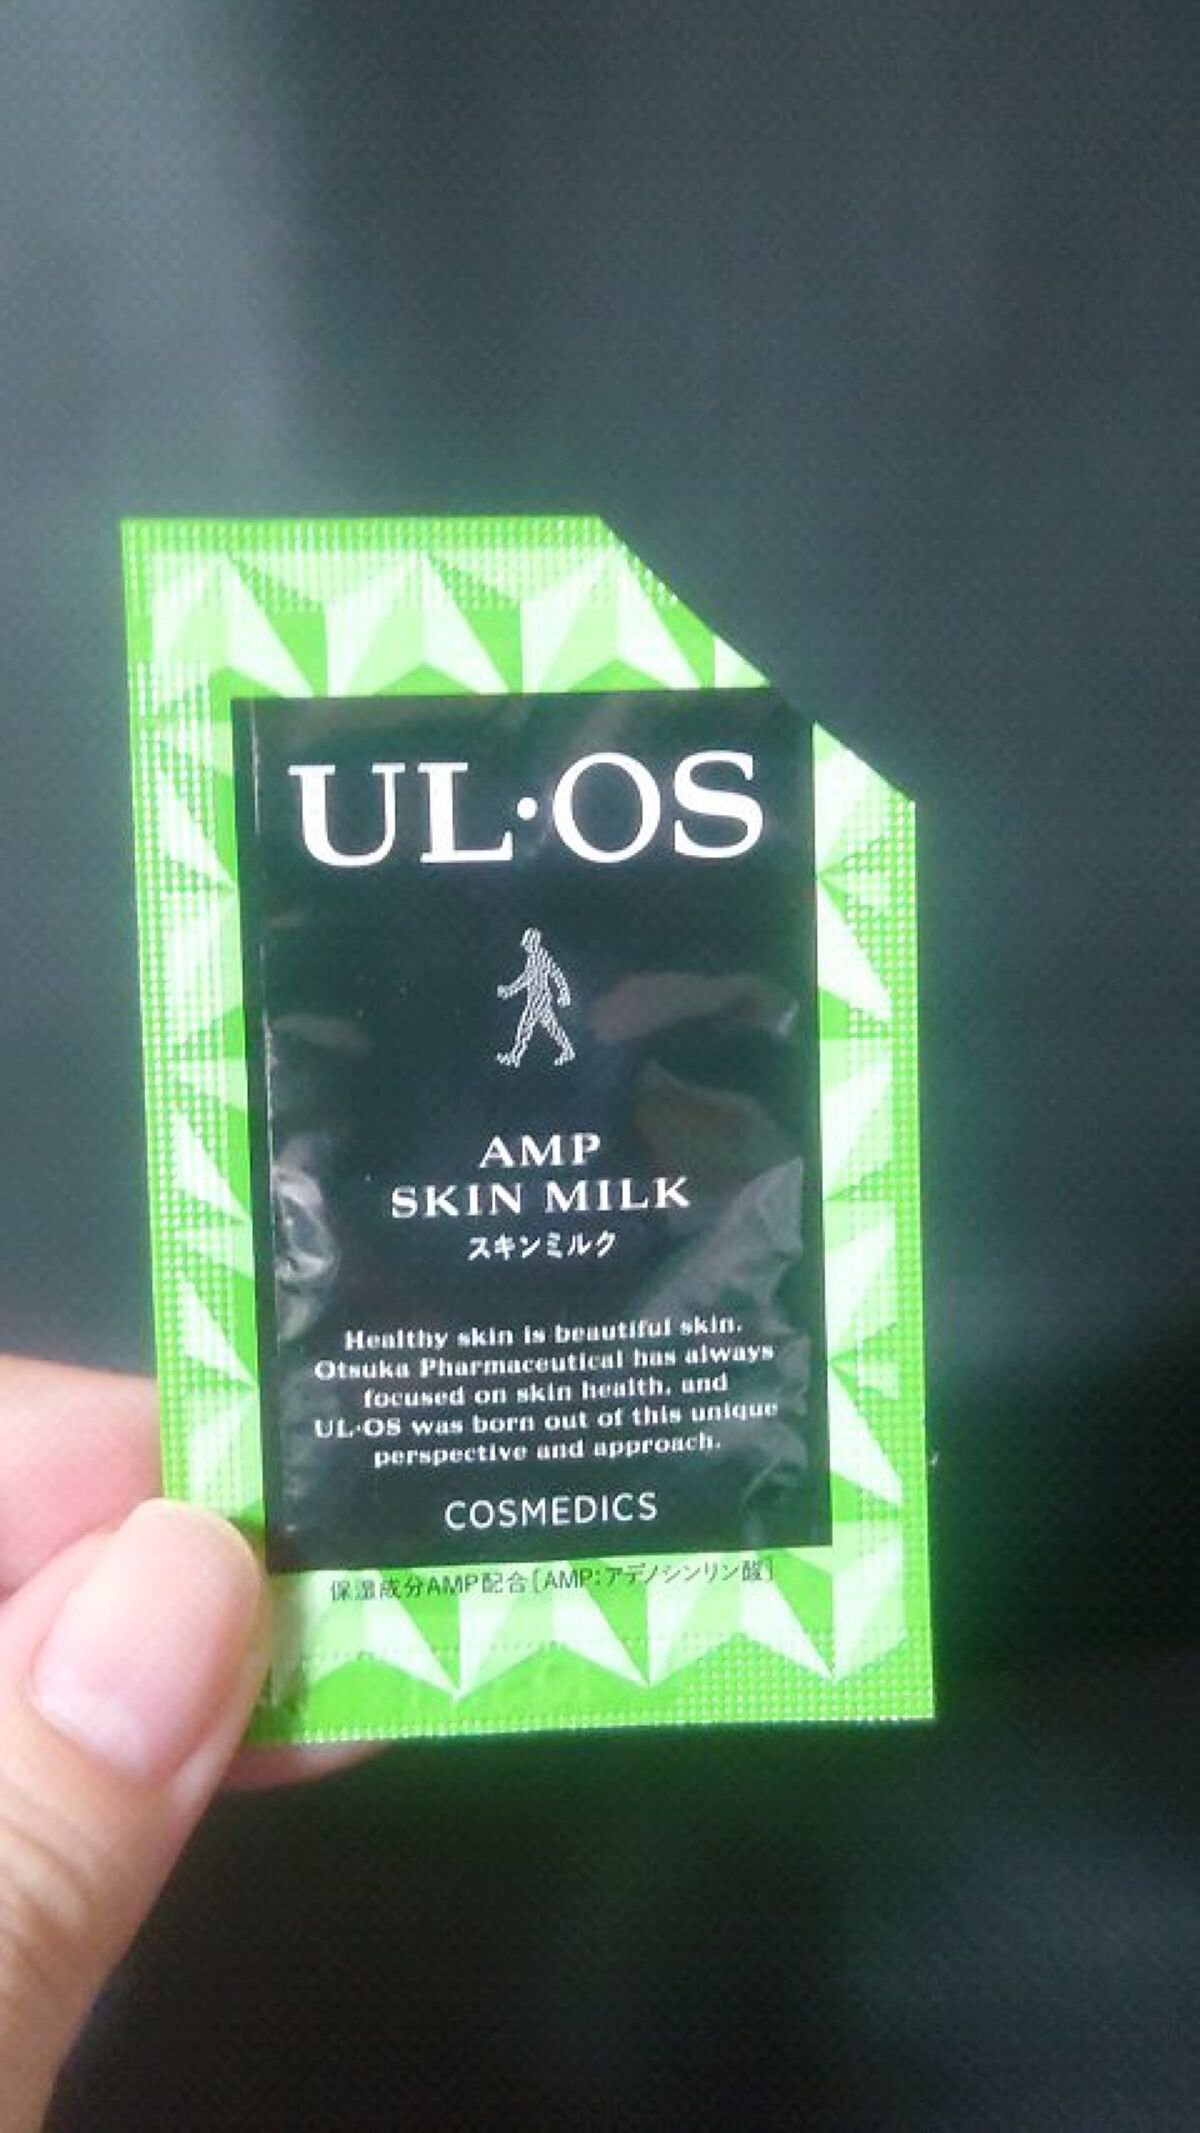 UL·OS
AMP
SKIN MILK
スキンミルク
Healthy skin is beautiful skin.
Otsuka Pharmaceutical has always
focused on skin health, and
UL·OS was born out of this unique
perspective and approach.
COSMEDICS
保湿成分AMP配合［AMP：アデノシンリン酸］